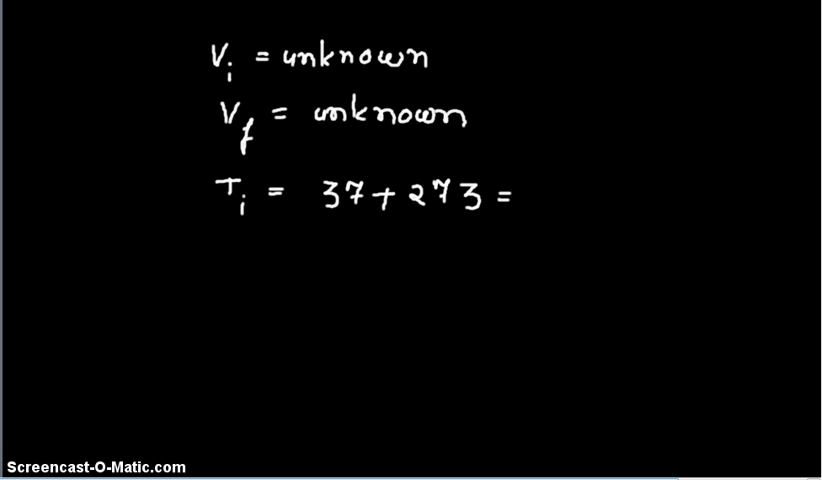 Vi = unknown
Vf = unknown
Ti = 37 + 273 =
Screencast-O-Matic.com